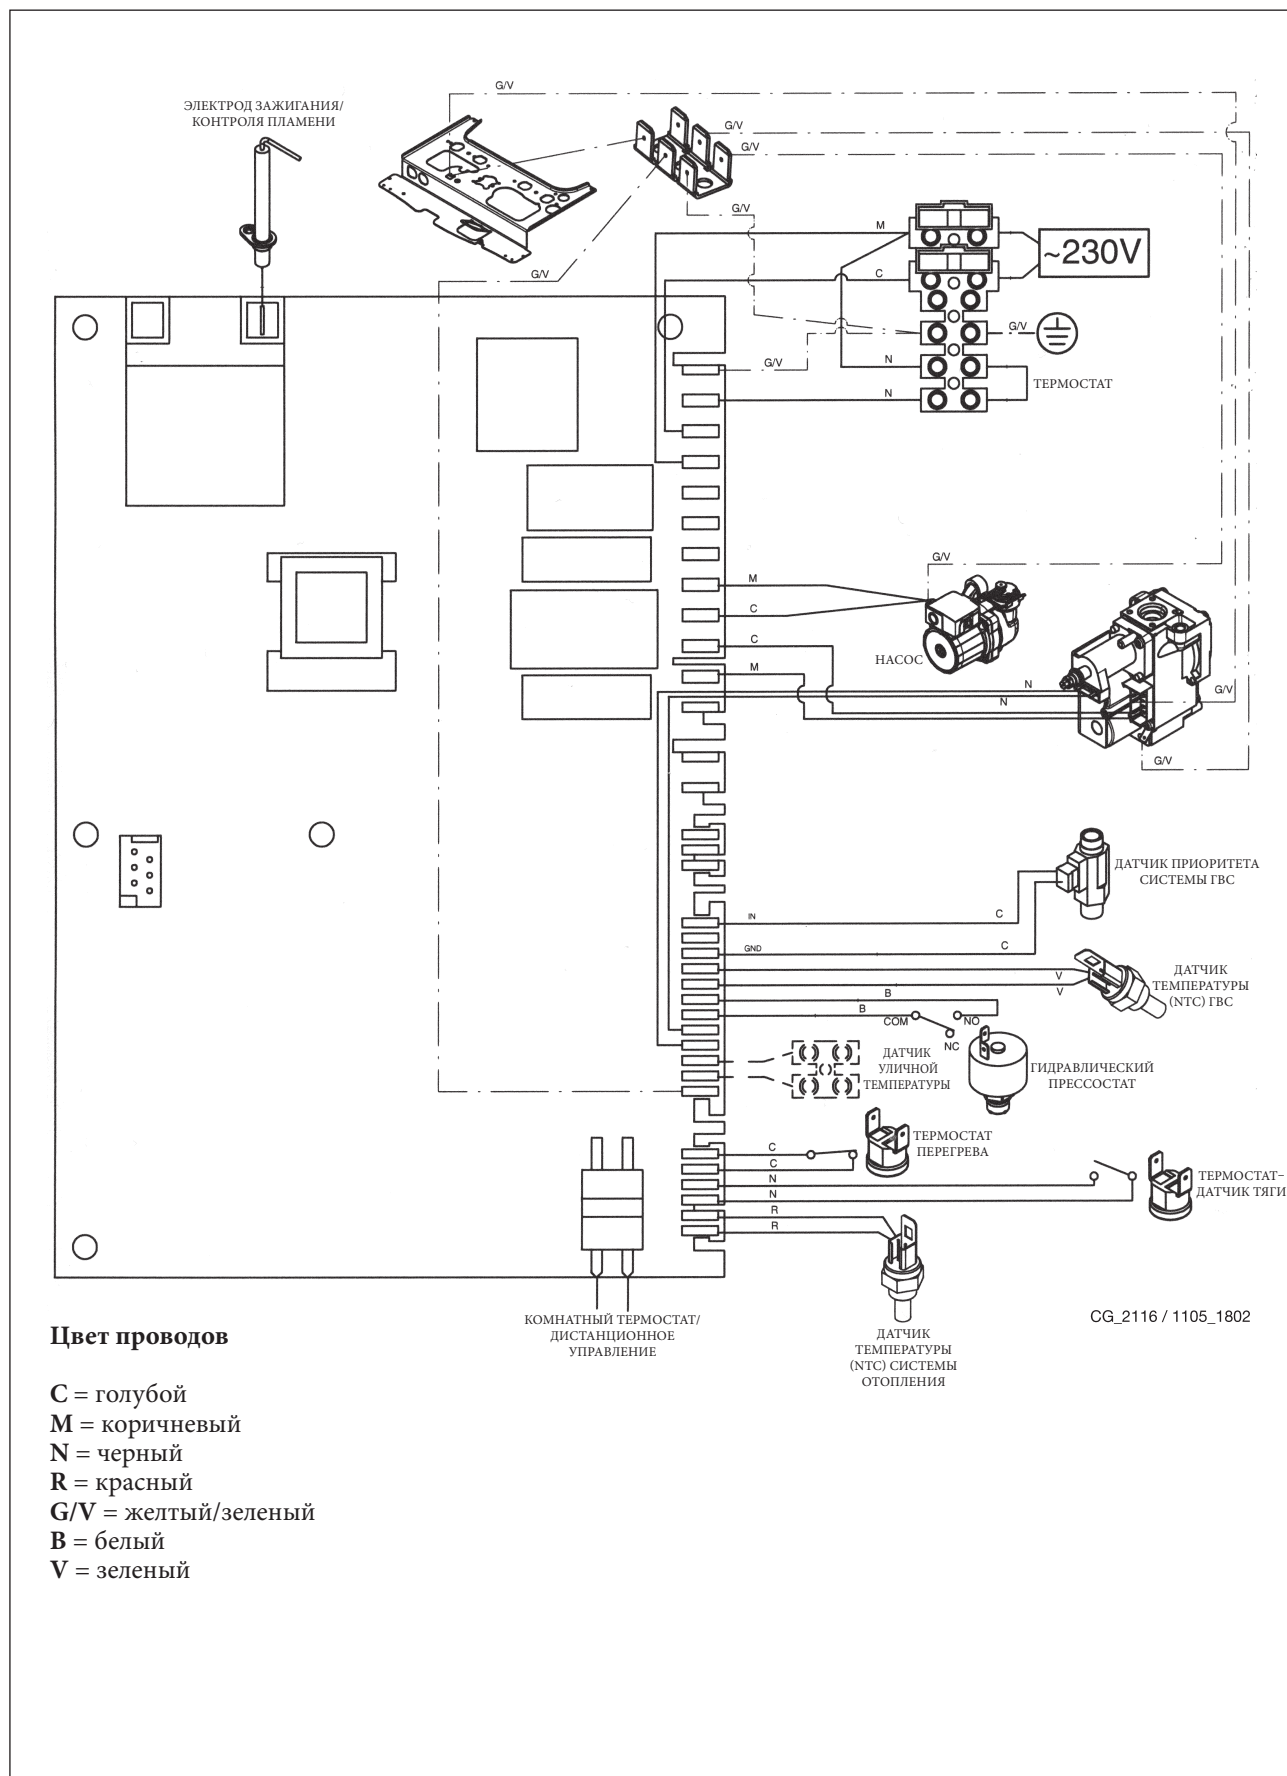 G/V
ЭЛЕКТРОД ЗАЖИГАНИЯ/
КОНТРОЛЯ ПЛАМЕНИ
G/V
G/V
G/V
M
~230V
G/V
C
G/V
G/V
N
ТЕРМОСТАТ
N
G/V
M
C
C
НАСОС
M
N
G/V
N
G/V
ДАТЧИК ПРИОРИТЕТА
СИСТЕМЫ ГВС
IN
C
GND
C
ДАТЧИК
ТЕМПЕРАТУРЫ
(NTC) ГВС
V
V
B
B
COM
NO
NC
ДАТЧИК
УЛИЧНОЙ
ТЕМПЕРАТУРЫ
ГИДРАВЛИЧЕСКИЙ
ПРЕССОСТАТ
ТЕРМОСТАТ
ПЕРЕГРЕВА
C
C
N
N
R
R
ТЕРМОСТАТ–
ДАТЧИК ТЯГИ
КОМНАТНЫЙ ТЕРМОСТАТ/
ДИСТАНЦИОННОЕ
УПРАВЛЕНИЕ
ДАТЧИК
ТЕМПЕРАТУРЫ
(NTC) СИСТЕМЫ
ОТОПЛЕНИЯ
CG_2116 / 1105_1802
Цвет проводов
C = голубой
M = коричневый
N = черный
R = красный
G/V = желтый/зеленый
B = белый
V = зеленый